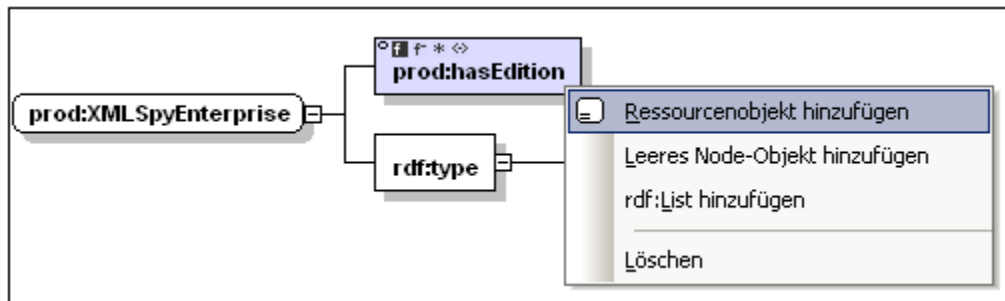 prod:hasEdition
prod:XMLSpyEnterprise
rdf:type
Ressourcenobjekt hinzufügen
Leeres Node-Objekt hinzufügen
rdf:List hinzufügen
Löschen